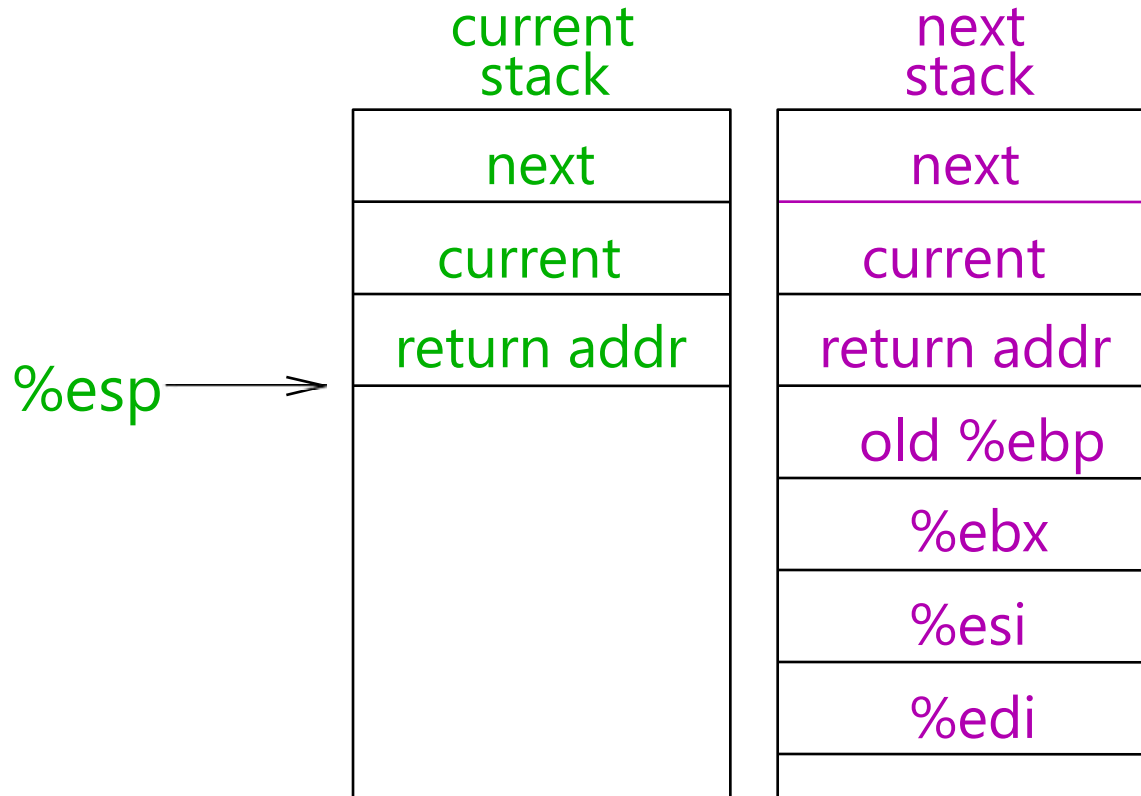 current
stack
next
stack
next
next
current
current
return addr
return addr
%esp
old %ebp
%ebx
%esi
%edi